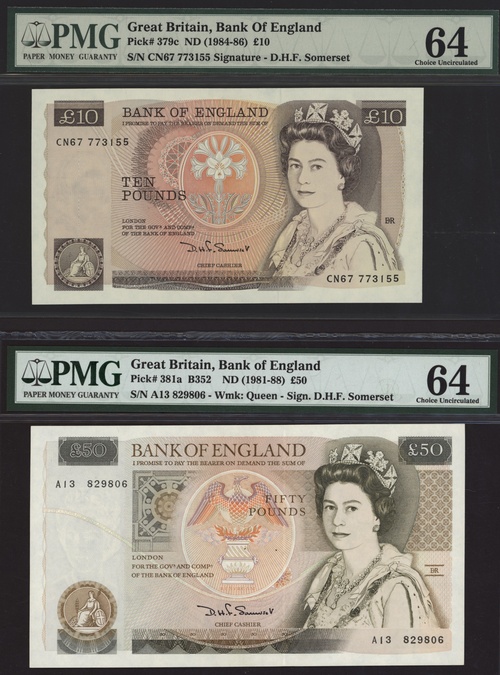 PMG
PAPER MONEY GUARANTY
Great Britain, Bank Of England
Pick# 379c ND (1984-86) £10
S/N CN67 773155 Signature - D.H.F. Somerset
64
Choice Uncirculated
£10
BANK OF ENGLAND
£10
I PROMISE TO PAY THE BEARER ON DEMAND THE SUM OF
CN67 773155
TEN
POUNDS
LONDON
FOR THE GOVR AND COMPA
OF THE BANK OF ENGLAND
D.H.F. Somerset
CHIEF CASHIER
CN67 773155
PMG
PAPER MONEY GUARANTY
Great Britain, Bank of England
Pick# 381a B352 ND (1981-88) £50
S/N A13 829806 - Wmk: Queen - Sign. D.H.F. Somerset
64
Choice Uncirculated
£50
BANK OF ENGLAND
£50
I PROMISE TO PAY THE BEARER ON DEMAND THE SUM OF
A13 829806
FIFTY
POUNDS
LONDON
FOR THE GOVR AND COMPA
OF THE BANK OF ENGLAND
D.H.F. Somerset
CHIEF CASHIER
A13 829806